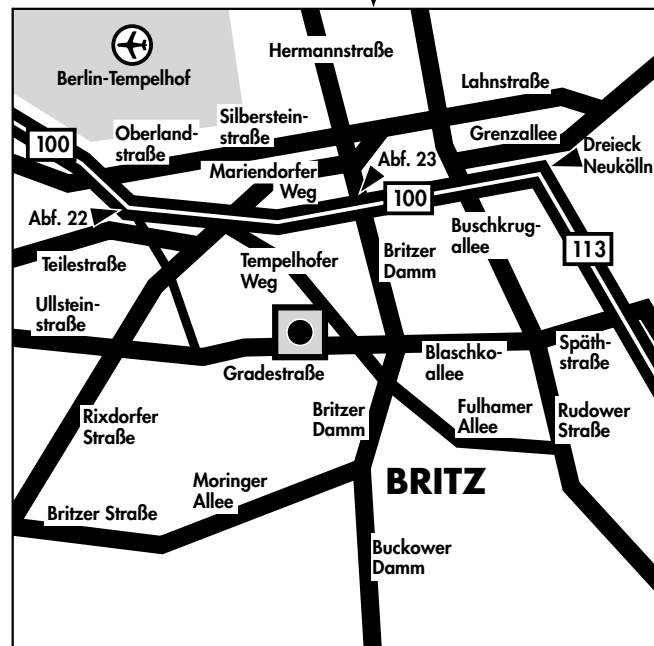 Hermannstraße
Berlin-Tempelhof
Lahnstraße
Silberstein-
straße
Oberland-
straße
Grenzallee
Dreieck
Neukölln
100
Mariendorfer
Weg
Abf. 23
100
Abf. 22
Buschkrug-
allee
113
Teilestraße
Tempelhofer
Weg
Britzer
Damm
Ullstein-
straße
Gradestraße
Blaschko-
allee
Späth-
straße
Rixdorfer
Straße
Britzer
Damm
Fulhamer
Allee
Rudower
Straße
Moringer
Allee
BRITZ
Britzer Straße
Buckower
Damm